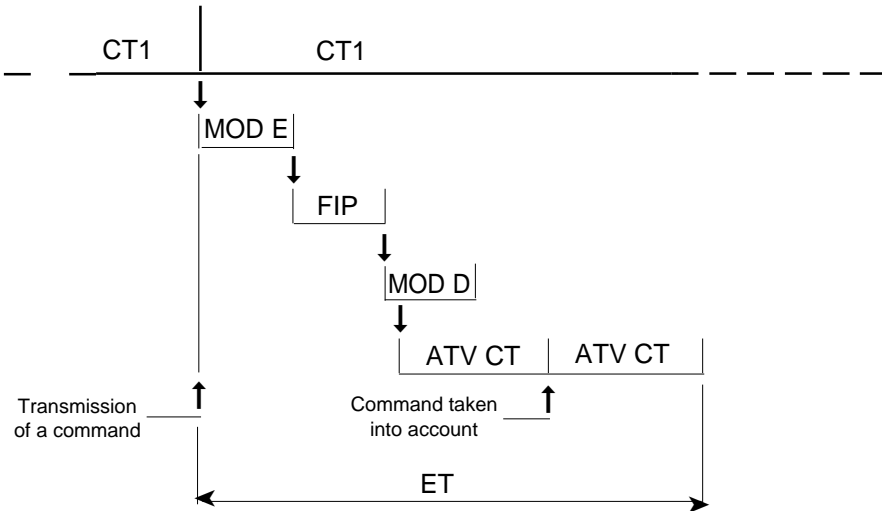 CT1
CT1
MOD E
FIP
MOD D
ATV CT
ATV CT
Transmission
of a command
Command taken
into account
ET